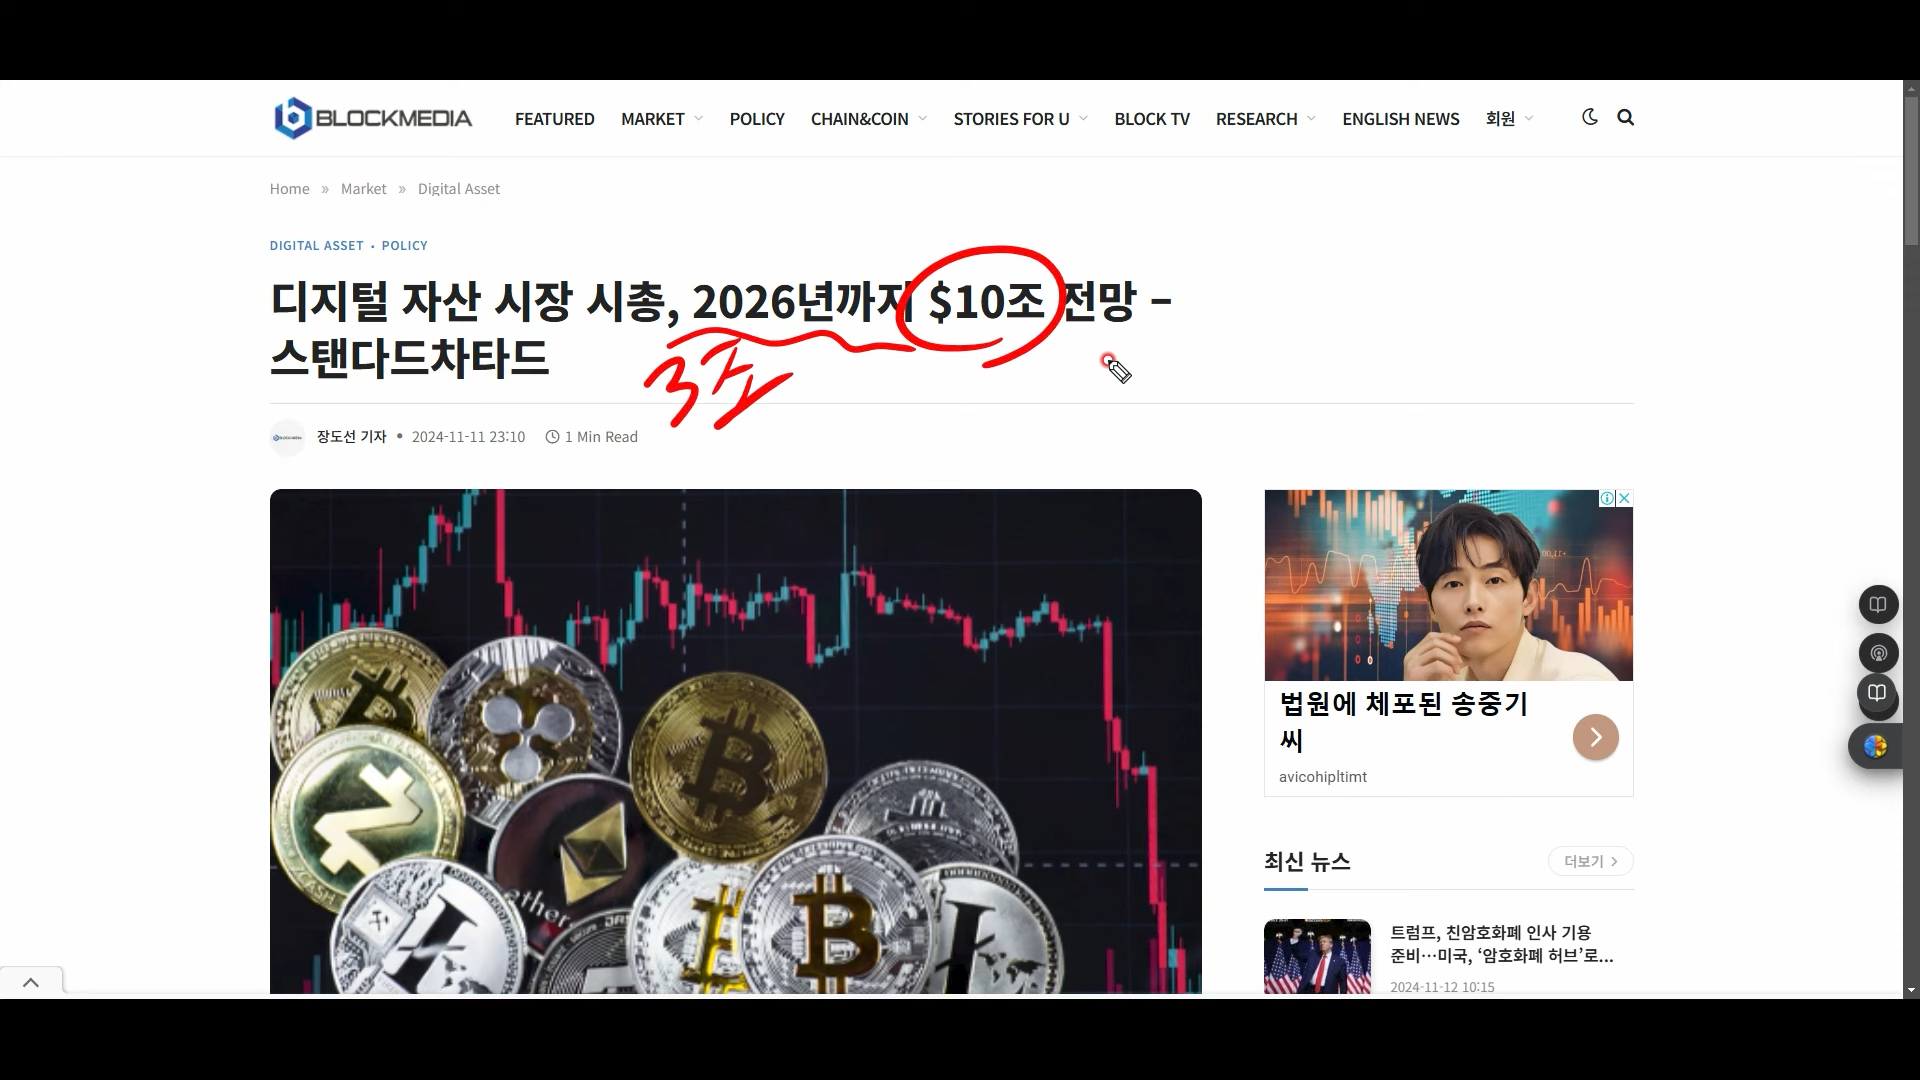 BLOCKMEDIA
FEATURED MARKET POLICY CHAIN&COIN STORIES FOR U BLOCK TV RESEARCH ENGLISH NEWS 회원
Home » Market » Digital Asset
DIGITAL ASSET • POLICY
디지털 자산 시장 시총, 2026년까지 $10조 전망 –
스탠다드차타드
3조
장도선 기자 • 2024-11-11 23:10 1 Min Read
법원에 체포된 송중기
씨
avicohipltimt
최신 뉴스 더보기
트럼프, 친암호화폐 인사 기용
준비…미국, ‘암호화폐 허브’로...
2024-11-12 10:15
ether